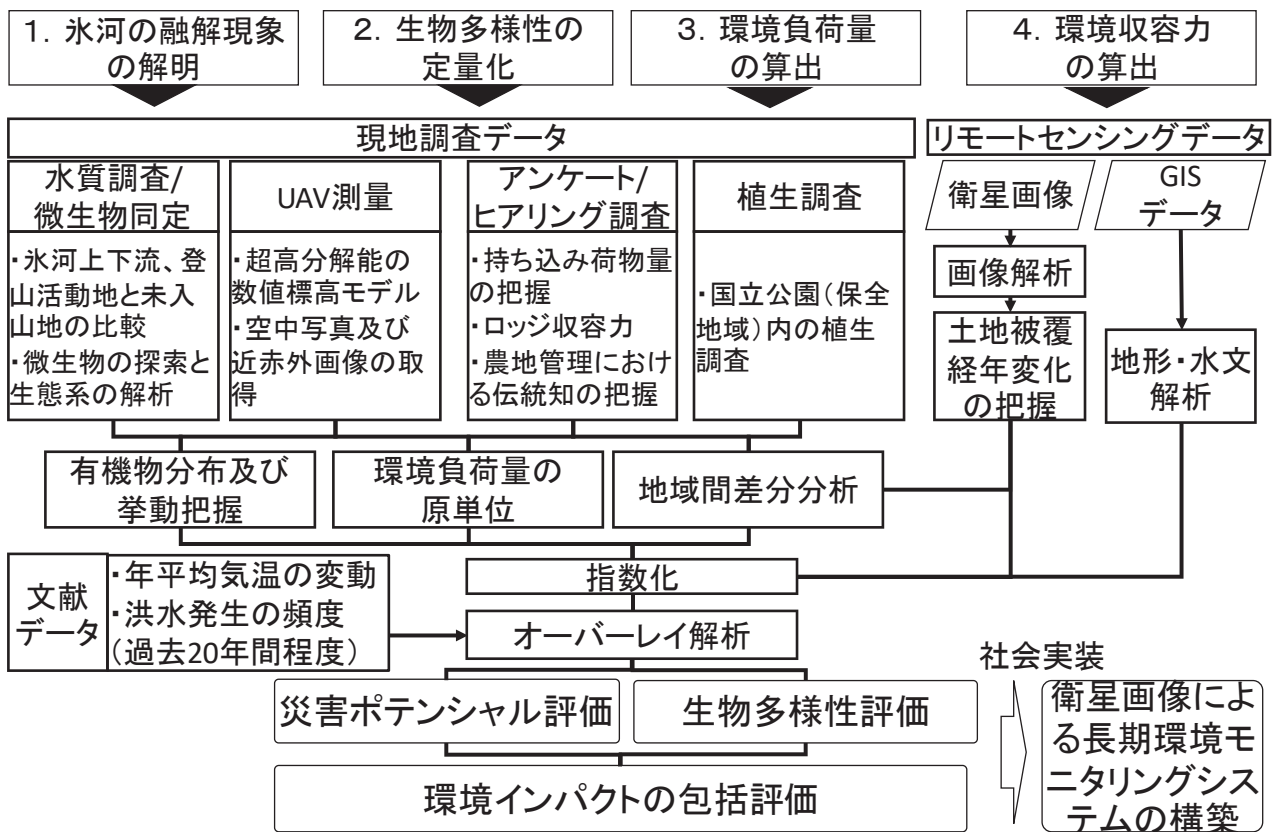 1．氷河の融解現象
の解明
2．生物多様性の
定量化
3．環境負荷量
の算出
4．環境収容力
の算出
現地調査データ
リモートセンシングデータ
水質調査/
微生物同定
・氷河上下流、登
山活動地と未入
山地の比較
・微生物の探索と
生態系の解析
UAV測量
・超高分解能の
数値標高モデル
・空中写真及び
近赤外画像の取
得
アンケート/
ヒアリング調査
・持ち込み荷物量
の把握
・ロッジ収容力
・農地管理におけ
る伝統知の把握
植生調査
・国立公園（保全
地域）内の植生
調査
衛星画像
GIS
データ
画像解析
土地被覆
経年変化
の把握
地形・水文
解析
有機物分布及び
挙動把握
環境負荷量の
原単位
地域間差分分析
指数化
文献
データ
・年平均気温の変動
・洪水発生の頻度
（過去20年間程度）
オーバーレイ解析
災害ポテンシャル評価
生物多様性評価
環境インパクトの包括評価
社会実装
衛星画像によ
る長期環境モ
ニタリングシス
テムの構築